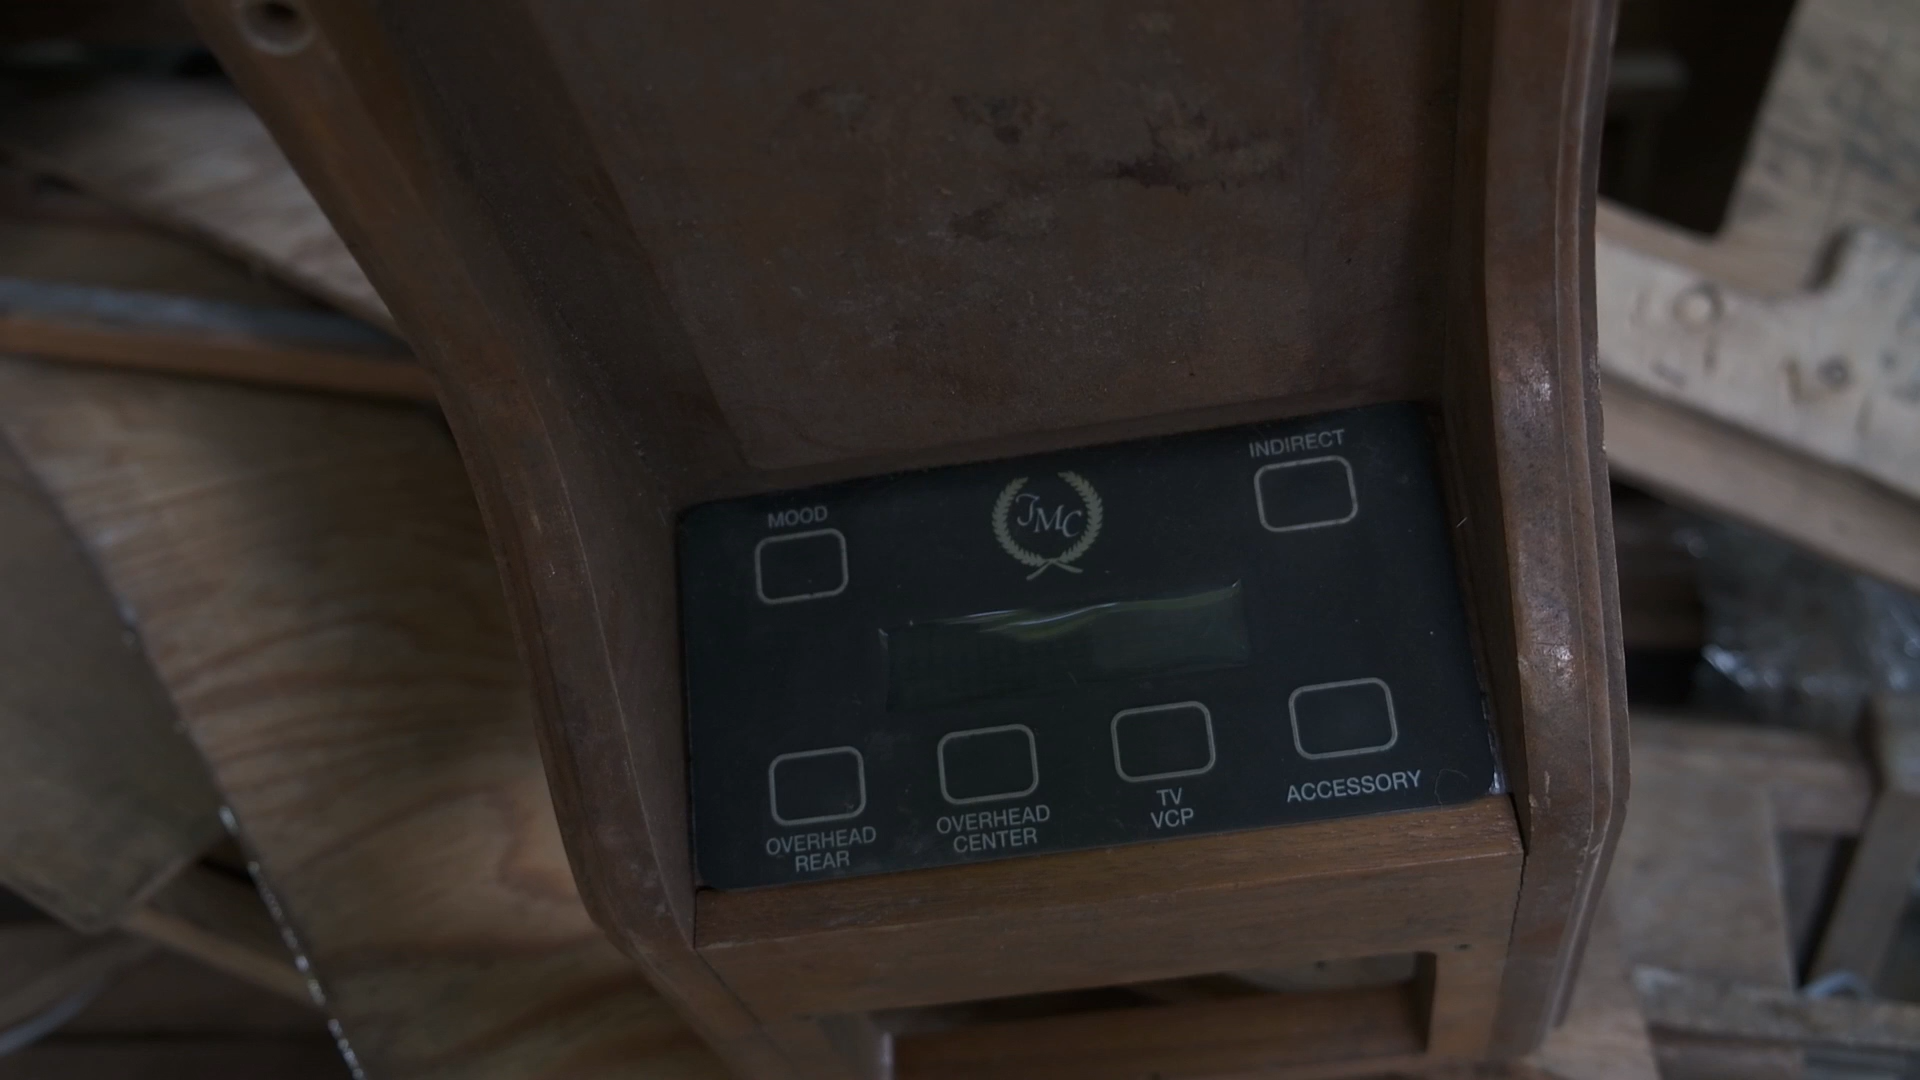 INDIRECT
MOOD
JMC
OVERHEAD
REAR
OVERHEAD
CENTER
TV
VCP
ACCESSORY